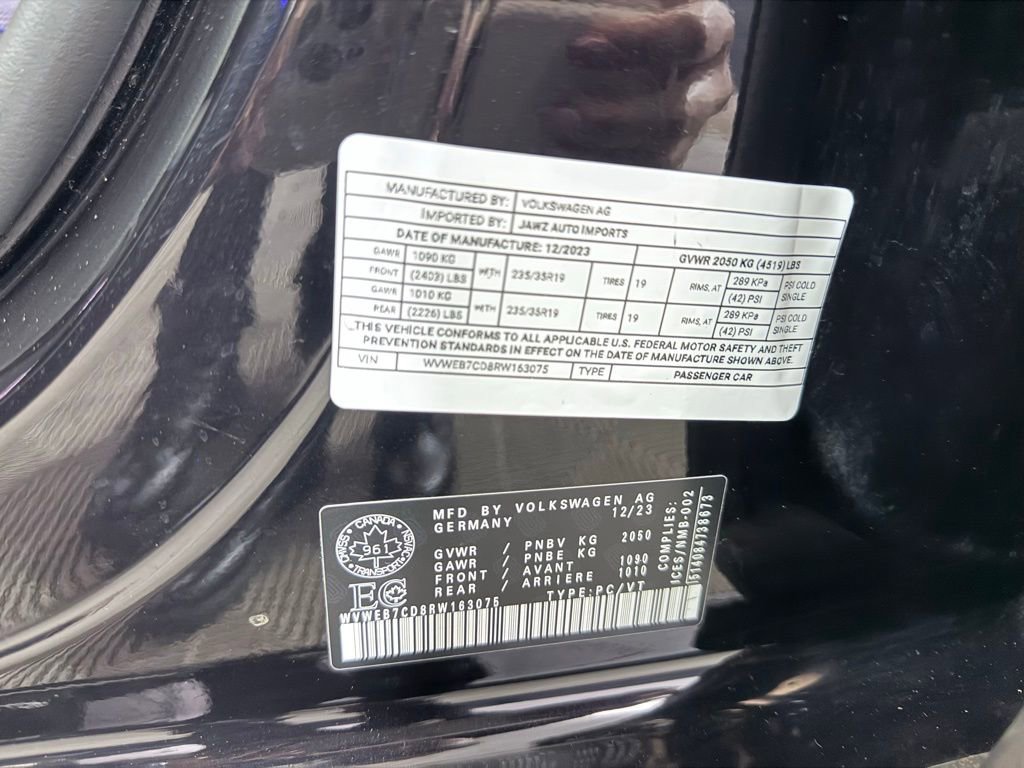 MANUFACTURED BY: VOLKSWAGEN AG
IMPORTED BY: JAWZ AUTO IMPORTS
DATE OF MANUFACTURE: 12/2023 GVWR 2050 KG (4519) LBS
GAWR FRONT 1090 KG (2403) LBS WITH 235/35R19 TIRES 19 RIMS, AT 289 KPa (42) PSI PSI COLD SINGLE
GAWR REAR 1010 KG (2226) LBS WITH 235/35R19 TIRES 19 RIMS, AT 289 KPa (42) PSI PSI COLD SINGLE
THIS VEHICLE CONFORMS TO ALL APPLICABLE U.S. FEDERAL MOTOR SAFETY AND THEFT
PREVENTION STANDARDS IN EFFECT ON THE DATE OF MANUFACTURE SHOWN ABOVE.
VIN WVWEB7CD8RW163075 TYPE PASSENGER CAR
MFD BY VOLKSWAGEN AG
GERMANY 12/23
GVWR / PNBV KG 2050
GAWR / PNBE KG
FRONT / AVANT 1090
REAR / ARRIERE 1010
TYPE:PC/VT
WVWEB7CD8RW163075
CANADA
961
TRANSPORT
EC
COMPLIES:
ICES/NMB-002